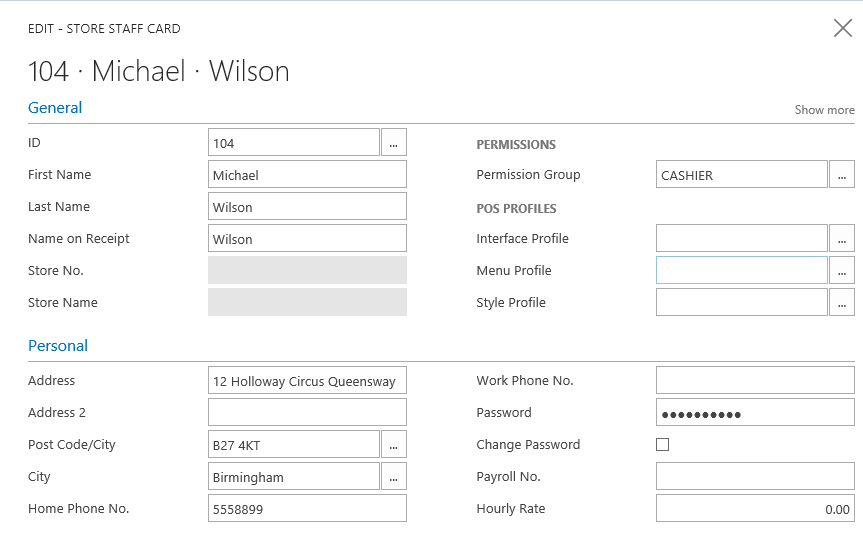 EDIT - STORE STAFF CARD
104 · Michael · Wilson
General
Show more
ID
104
...
First Name
Michael
Last Name
Wilson
Name on Receipt
Wilson
Store No.
Store Name
PERMISSIONS
Permission Group
CASHIER
...
POS PROFILES
Interface Profile
...
Menu Profile
...
Style Profile
...
Personal
Address
12 Holloway Circus Queensway
Address 2
Post Code/City
B27 4KT
...
City
Birmingham
...
Home Phone No.
5558899
Work Phone No.
Password
●●●●●●●●●●
Change Password
Payroll No.
Hourly Rate
0.00